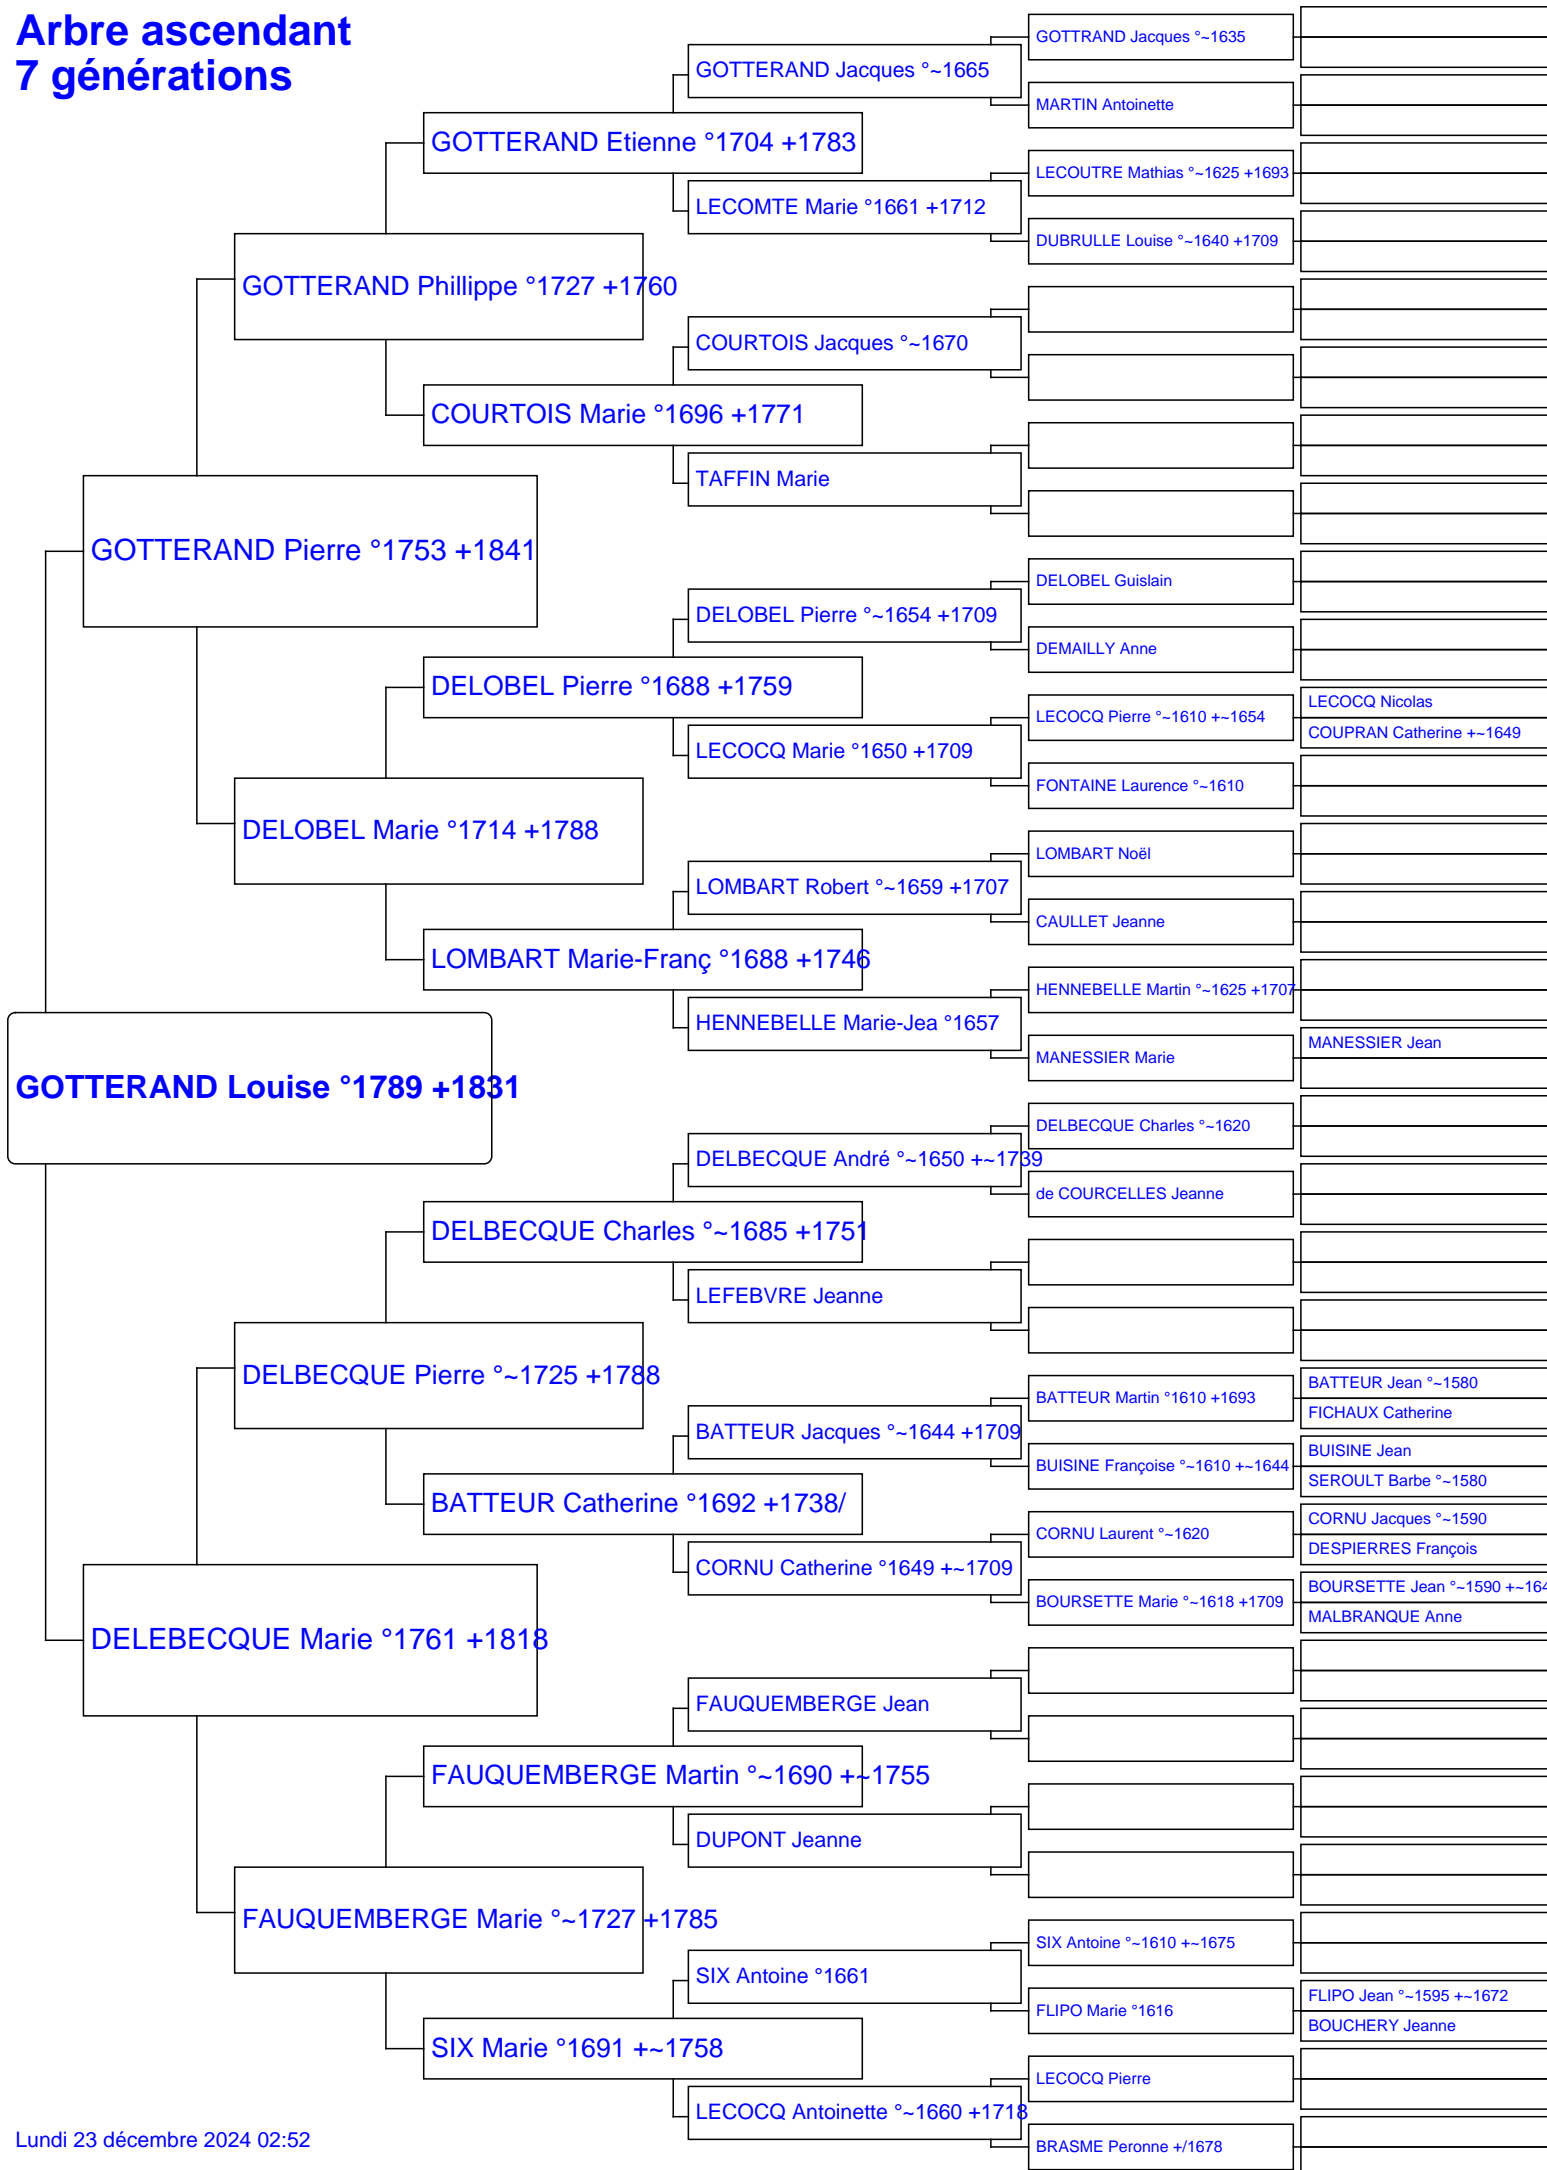 Arbre ascendant
7 générations
GOTTRAND Jacques °~1635
GOTTERAND Jacques °~1665
MARTIN Antoinette
GOTTERAND Etienne °1704 +1783
LECOUTRE Mathias °~1625 +1693
LECOMTE Marie °1661 +1712
DUBRULLE Louise °~1640 +1709
GOTTERAND Phillippe °1727 +1760
COURTOIS Jacques °~1670
COURTOIS Marie °1696 +1771
TAFFIN Marie
GOTTERAND Pierre °1753 +1841
DELOBEL Guislain
DELOBEL Pierre °~1654 +1709
DEMAILLY Anne
DELOBEL Pierre °1688 +1759
LECOCQ Nicolas
LECOCQ Pierre °~1610 +~1654
COUPRAN Catherine +~1649
LECOCQ Marie °1650 +1709
FONTAINE Laurence °~1610
DELOBEL Marie °1714 +1788
LOMBART Noël
LOMBART Robert °~1659 +1707
CAULLET Jeanne
LOMBART Marie-Franç °1688 +1746
HENNEBELLE Martin °~1625 +1707
HENNEBELLE Marie-Jea °1657
MANESSIER Jean
MANESSIER Marie
GOTTERAND Louise °1789 +1831
DELBECQUE Charles °~1620
DELBECQUE André °~1650 +~1739
de COURCELLES Jeanne
DELBECQUE Charles °~1685 +1751
LEFEBVRE Jeanne
DELBECQUE Pierre °~1725 +1788
BATTEUR Jean °~1580
BATTEUR Martin °1610 +1693
FICHAUX Catherine
BATTEUR Jacques °~1644 +1709
BUISINE Jean
BUISINE Françoise °~1610 +~1644
SEROULT Barbe °~1580
BATTEUR Catherine °1692 +1738/
CORNU Jacques °~1590
CORNU Laurent °~1620
DESPIERRES François
CORNU Catherine °1649 +~1709
BOURSETTE Jean °~1590 +~164
BOURSETTE Marie °~1618 +1709
MALBRANQUE Anne
DELEBECQUE Marie °1761 +1818
FAUQUEMBERGE Jean
FAUQUEMBERGE Martin °~1690 +~1755
DUPONT Jeanne
FAUQUEMBERGE Marie °~1727 +1785
SIX Antoine °~1610 +~1675
SIX Antoine °1661
FLIPO Jean °~1595 +~1672
FLIPO Marie °1616
BOUCHERY Jeanne
SIX Marie °1691 +~1758
LECOCQ Pierre
LECOCQ Antoinette °~1660 +1718
BRASME Peronne +/1678
Lundi 23 décembre 2024 02:52